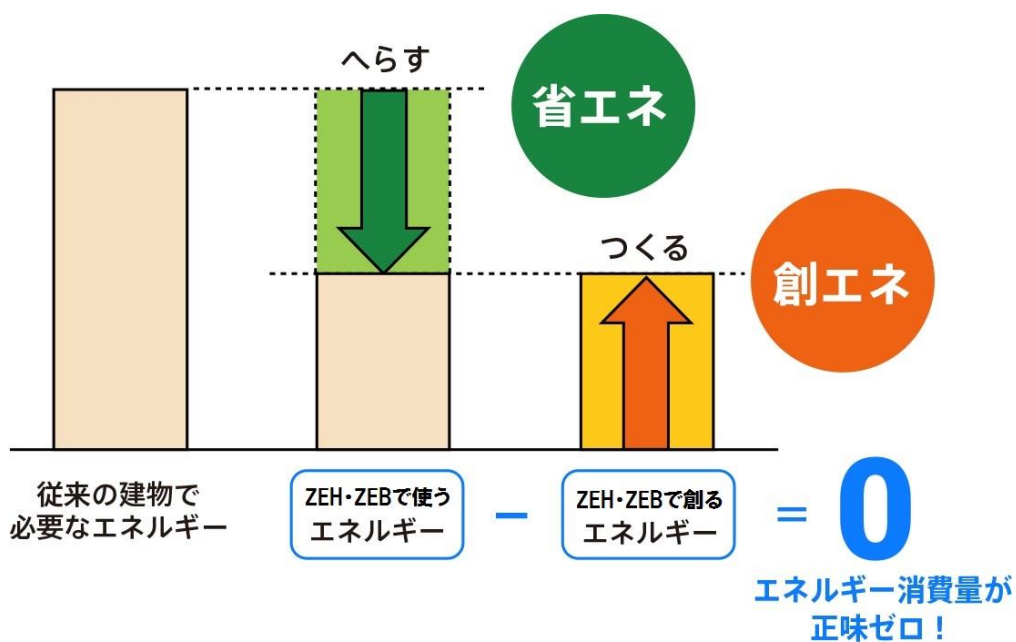 へらす
省エネ
つくる
創エネ
従来の建物で
必要なエネルギー
ZEH・ZEBで使う
エネルギー
−
ZEH・ZEBで創る
エネルギー
= 0
エネルギー消費量が
正味ゼロ！